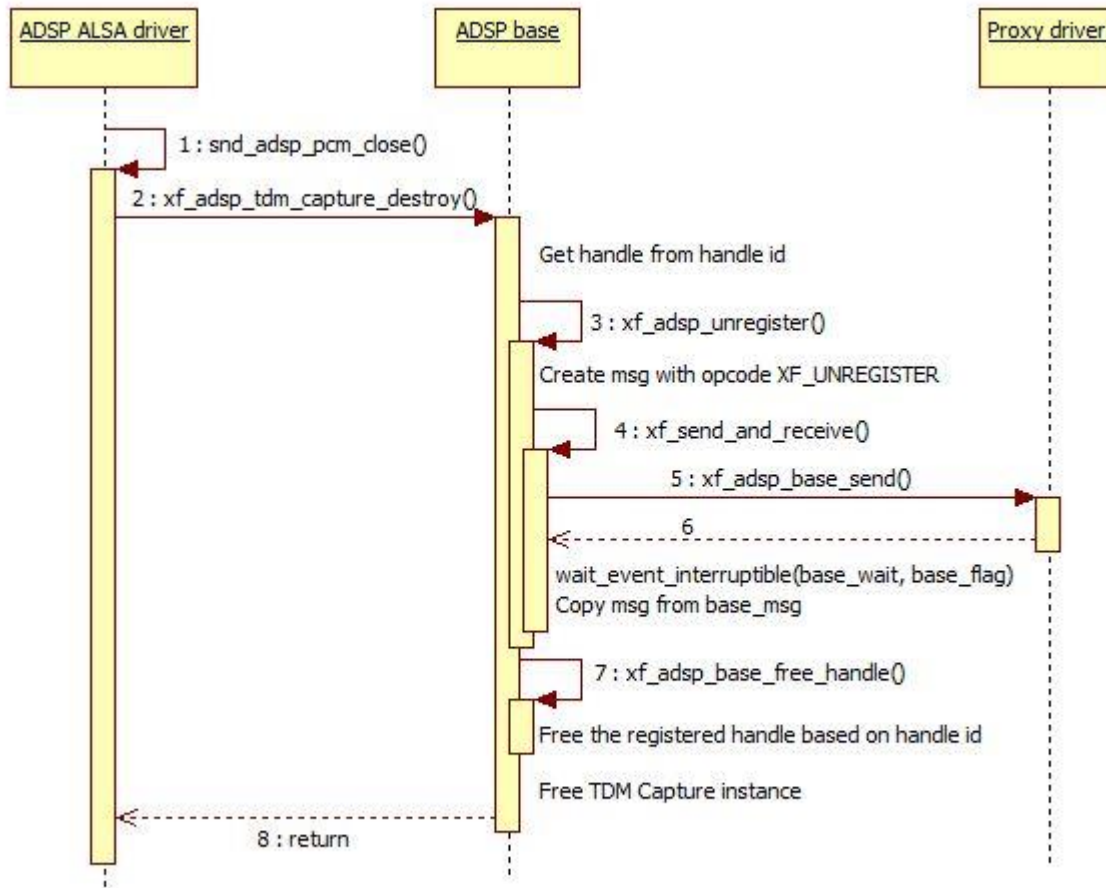 ADSP ALSA driver
ADSP base
Proxy driver
1 : snd_adsp_pcm_close()
2 : xf_adsp_tdm_capture_destroy()
Get handle from handle id
3 : xf_adsp_unregister()
Create msg with opcode XF_UNREGISTER
4 : xf_send_and_receive()
5 : xf_adsp_base_send()
6
wait_event_interruptible(base_wait, base_flag)
Copy msg from base_msg
7 : xf_adsp_base_free_handle()
Free the registered handle based on handle id
Free TDM Capture instance
8 : return